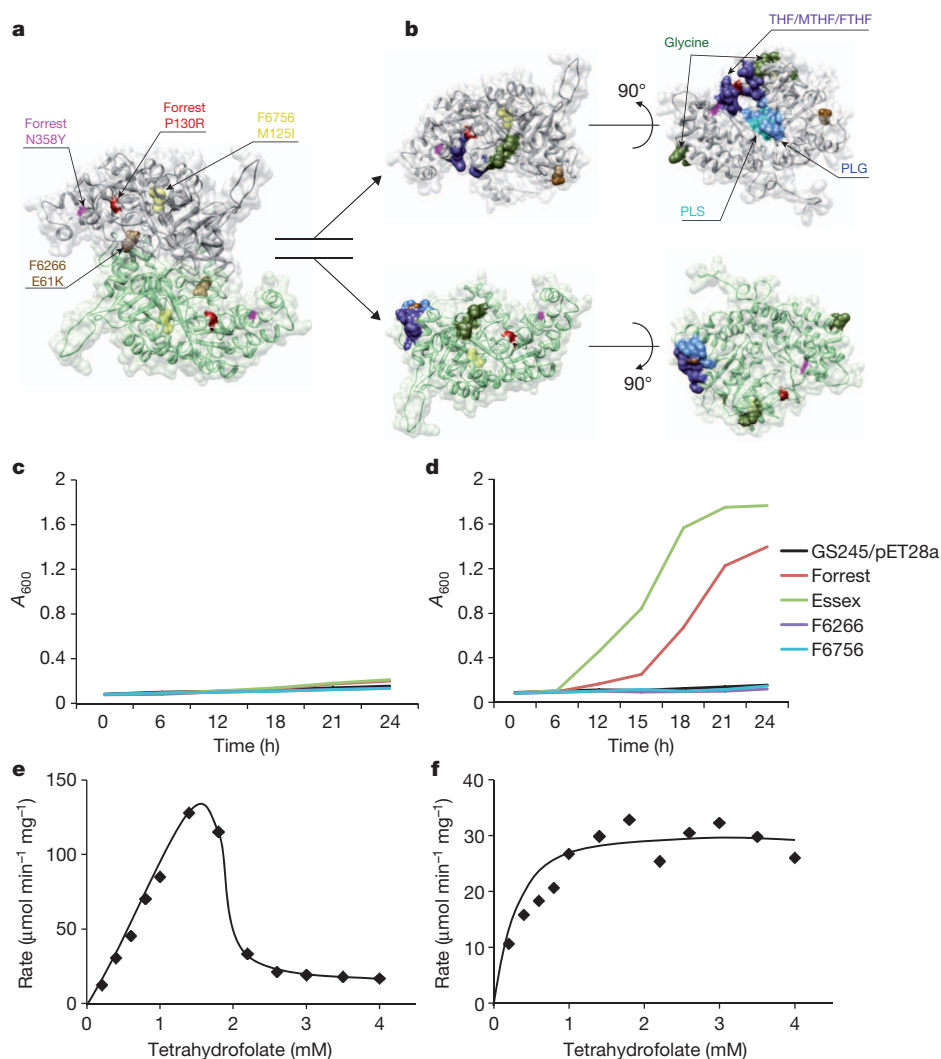 a
Forrest
N358Y
Forrest
P130R
F6756
M125I
F6266
E61K
b
THF/MTHF/FTHF
Glycine
90°
PLG
PLS
90°
c
2
1.6
1.2
0.8
0.4
0
A600
0 6 12 15 18 21 24
Time (h)
d
2
1.6
1.2
0.8
0.4
0
A600
0 6 12 15 18 21 24
Time (h)
GS245/pET28a
Forrest
Essex
F6266
F6756
e
150
100
50
0
Rate (μmol min⁻¹ mg⁻¹)
0 1 2 3 4
Tetrahydrofolate (mM)
f
40
30
20
10
0
Rate (μmol min⁻¹ mg⁻¹)
0 1 2 3 4
Tetrahydrofolate (mM)